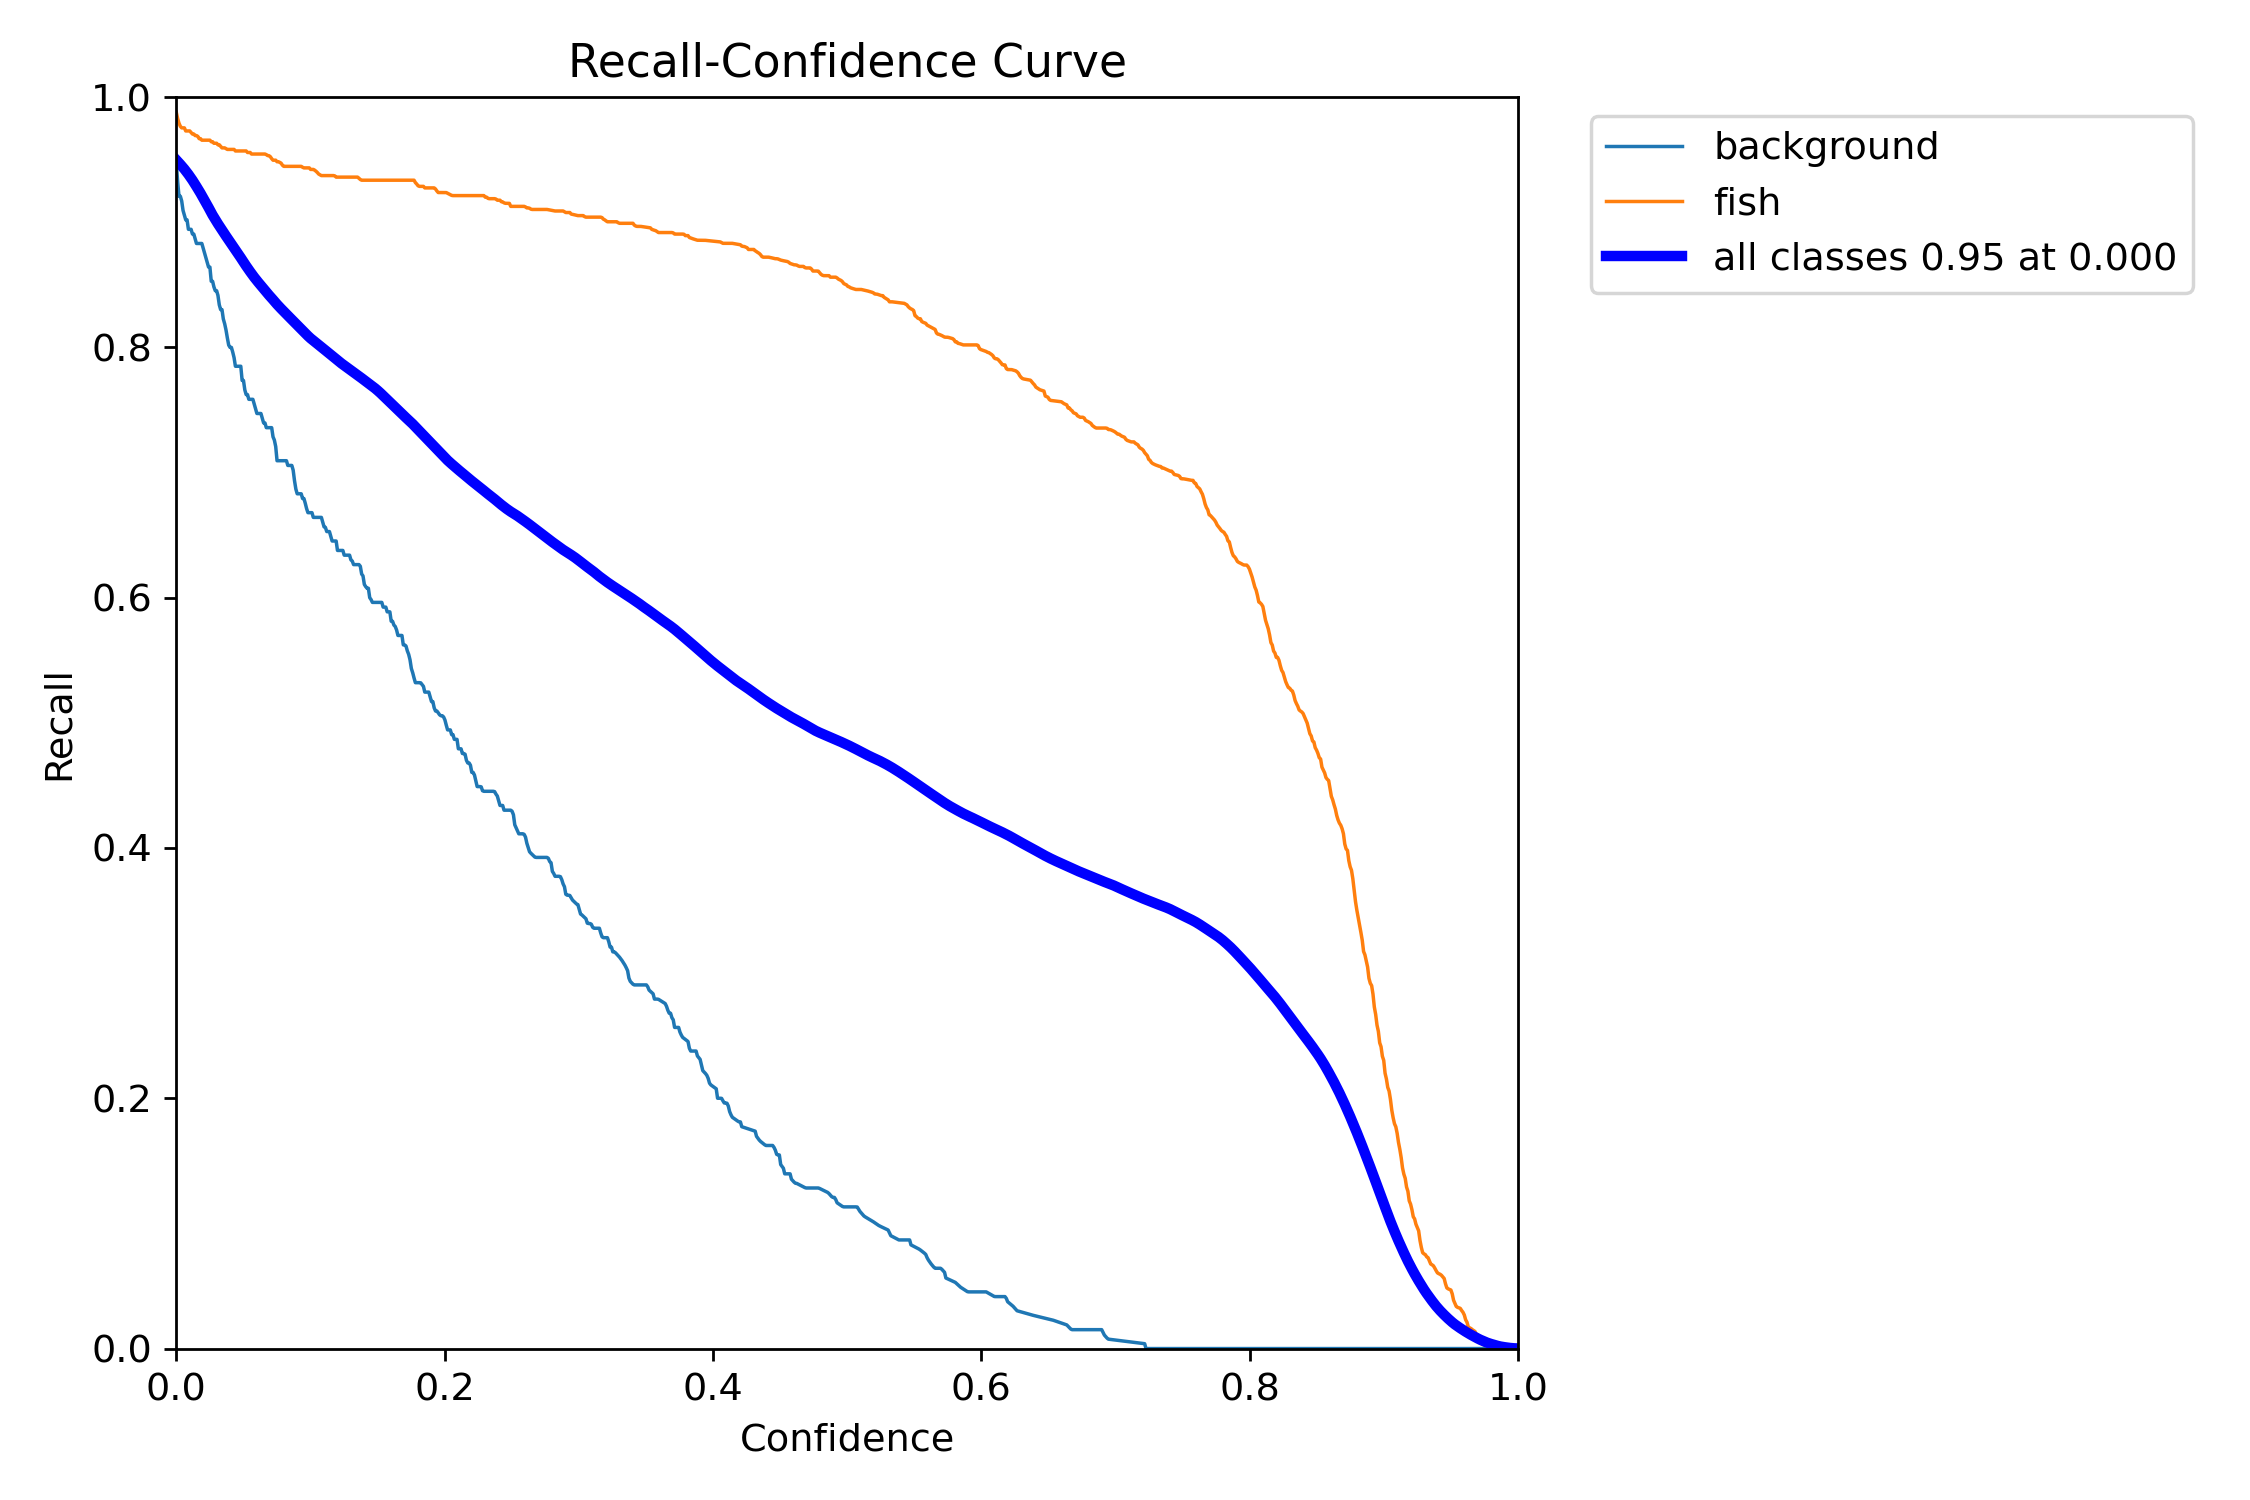 Recall-Confidence Curve
1.0
0.8
0.6
0.4
0.2
0.0
Recall
0.0 0.2 0.4 0.6 0.8 1.0
Confidence
background
fish
all classes 0.95 at 0.000